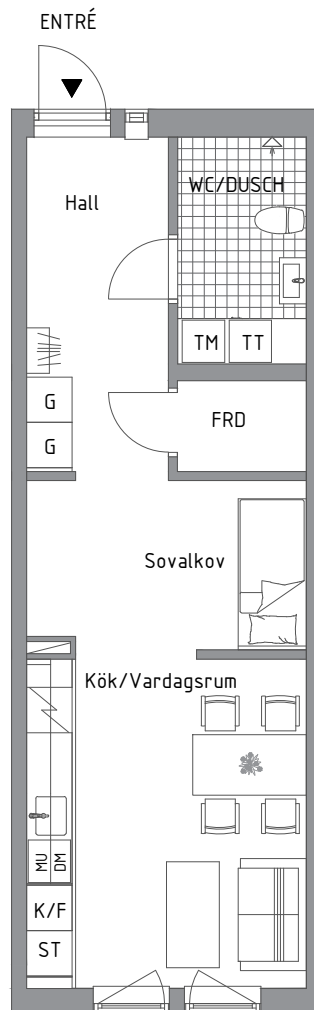 ENTRÉ
Hall
WC/DUSCH
TM
TT
G
G
FRD
Sovalkov
Kök/Vardagsrum
MU
DM
K/F
ST